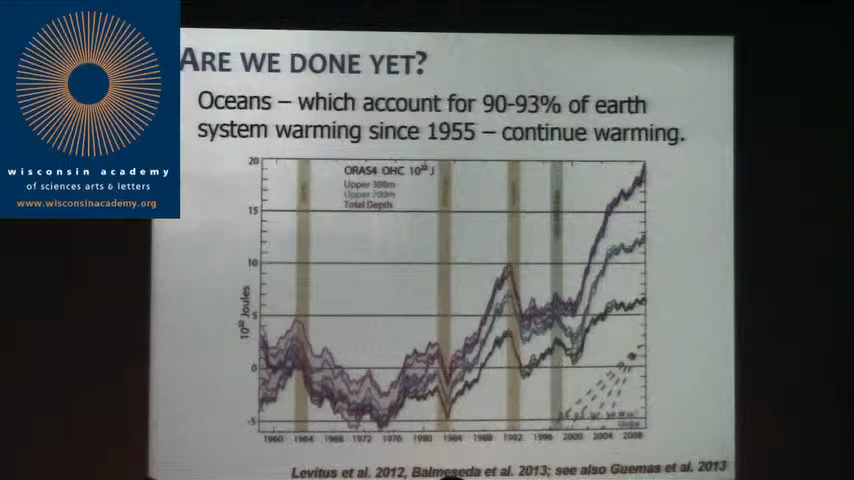 wisconsin academy
of sciences arts & letters
www.wisconsinacademy.org
ARE WE DONE YET?
Oceans – which account for 90-93% of earth
system warming since 1955 – continue warming.
ORAS4 OHC 10²² J
Upper 300m
Upper 700m
Total Depth
20
15
10
5
0
-5
10²² Joules
1960 1964 1968 1972 1976 1980 1984 1988 1992 1996 2000 2004 2008
Levitus et al. 2012, Balmeseda et al. 2013; see also Guemas et al. 2013